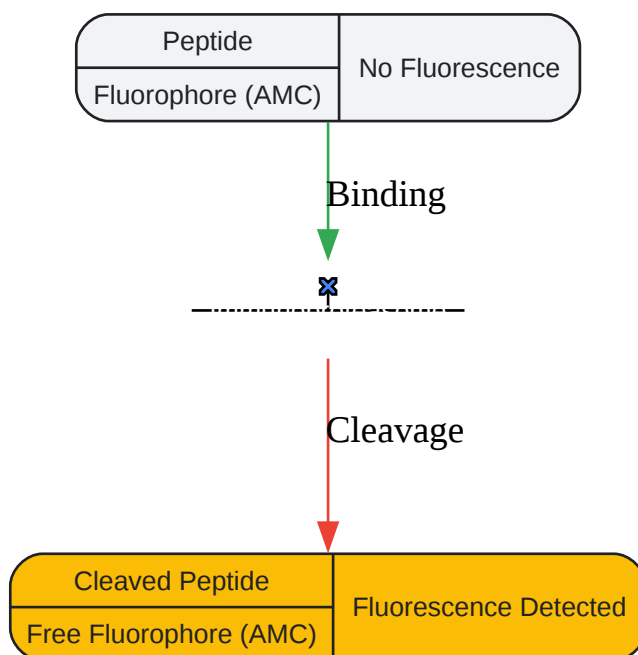 Peptide
Fluorophore (AMC)
No Fluorescence
Binding
Cleavage
Cleaved Peptide
Free Fluorophore (AMC)
Fluorescence Detected